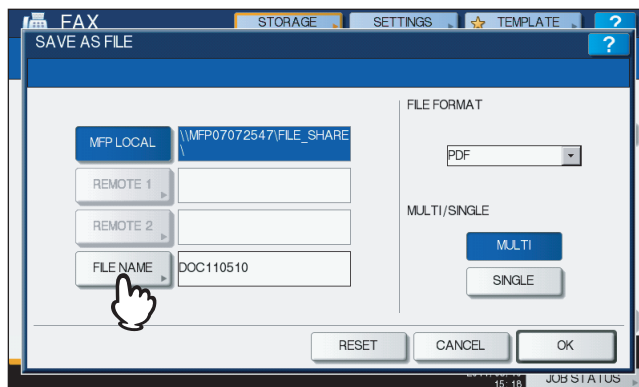 FAX
STORAGE
SETTINGS
TEMPLATE
?
SAVE AS FILE
?
FILE FORMAT
MFP LOCAL
\\MFP07072547\FILE_SHARE
\
PDF
REMOTE 1
REMOTE 2
MULTI/SINGLE
MULTI
FILE NAME
DOC110510
SINGLE
RESET
CANCEL
OK
15:18
JOB STATUS